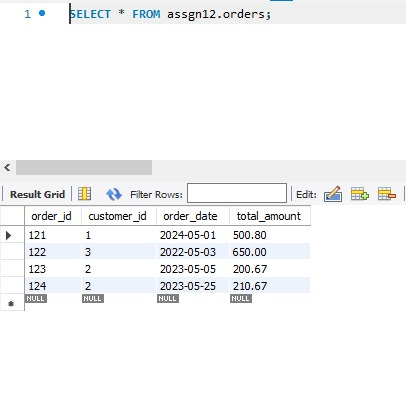 1 SELECT * FROM assgn12.orders;
Result Grid Filter Rows: Edit:
order_id customer_id order_date total_amount
121 1 2024-05-01 500.80
122 3 2022-05-03 650.00
123 2 2023-05-05 200.67
124 2 2023-05-25 210.67
NULL NULL NULL NULL